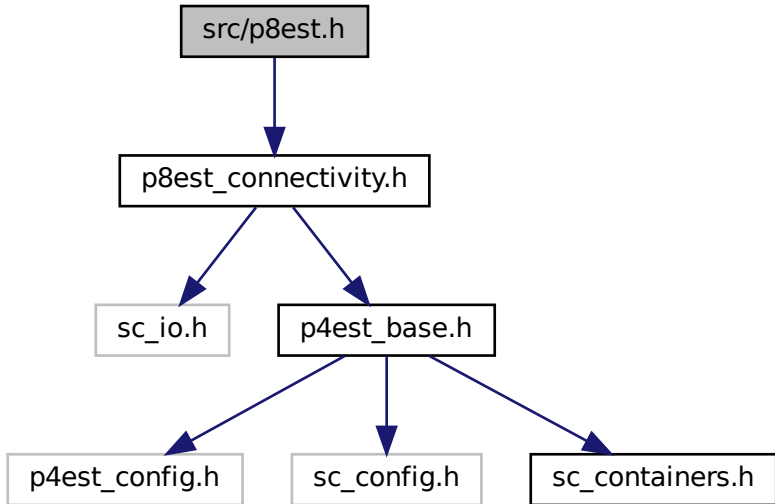 src/p8est.h
p8est_connectivity.h
sc_io.h
p4est_base.h
p4est_config.h
sc_config.h
sc_containers.h